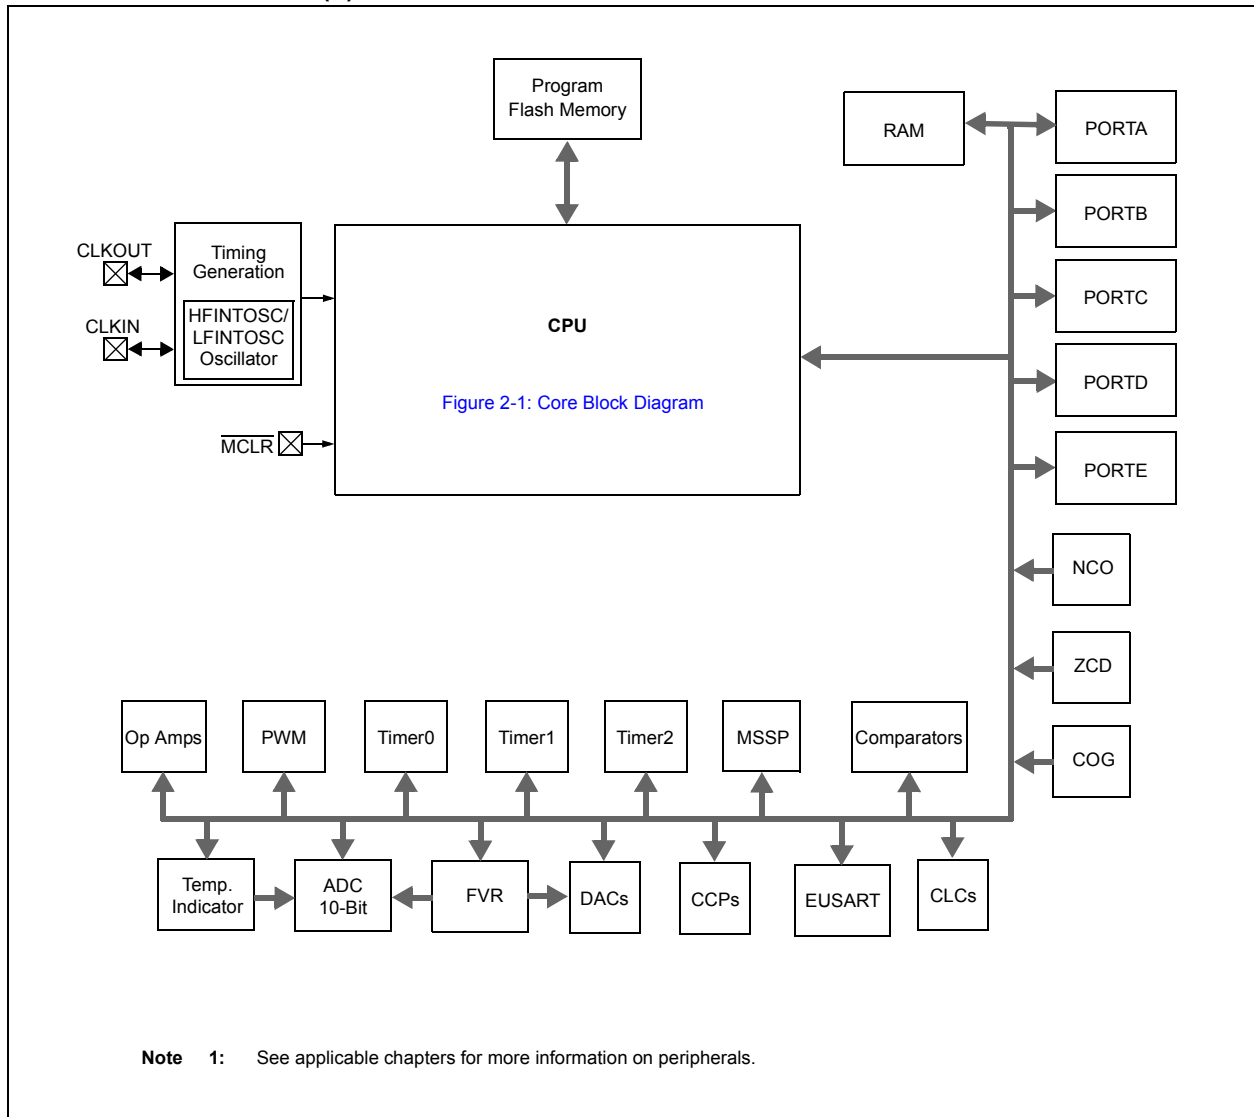 Program
Flash Memory
RAM
PORTA
PORTB
CLKOUT
Timing
Generation
PORTC
HFINTOSC/
LFINTOSC
Oscillator
CLKIN
CPU
PORTD
Figure 2-1: Core Block Diagram
MCLR
PORTE
NCO
ZCD
Op Amps
PWM
Timer0
Timer1
Timer2
MSSP
Comparators
COG
Temp.
Indicator
ADC
10-Bit
FVR
DACs
CCPs
EUSART
CLCs
Note 1: See applicable chapters for more information on peripherals.